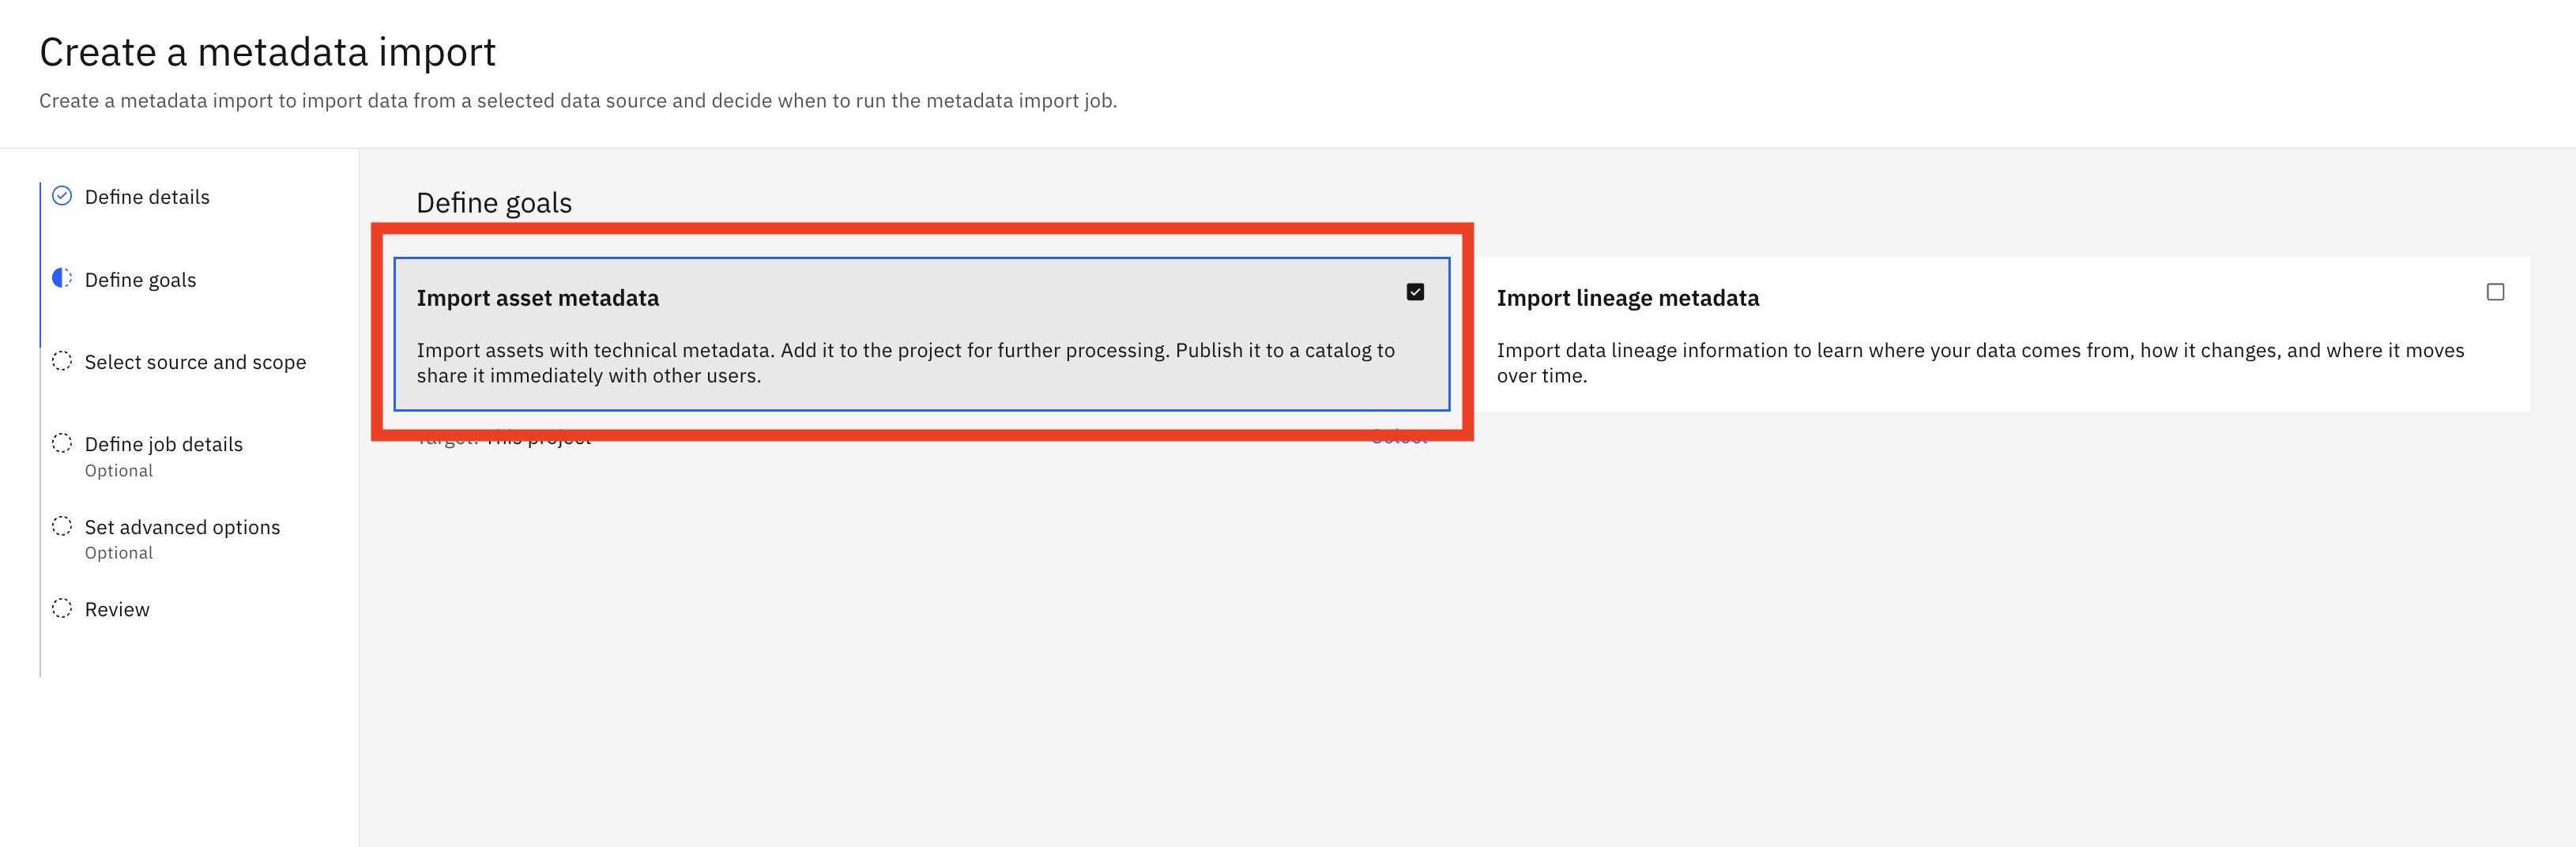 Create a metadata import
Create a metadata import to import data from a selected data source and decide when to run the metadata import job.
Define details
Define goals
Select source and scope
Define job details
Optional
Set advanced options
Optional
Review
Define goals
Import asset metadata
Import assets with technical metadata. Add it to the project for further processing. Publish it to a catalog to
share it immediately with other users.
Target: This project
Select
Import lineage metadata
Import data lineage information to learn where your data comes from, how it changes, and where it moves
over time.